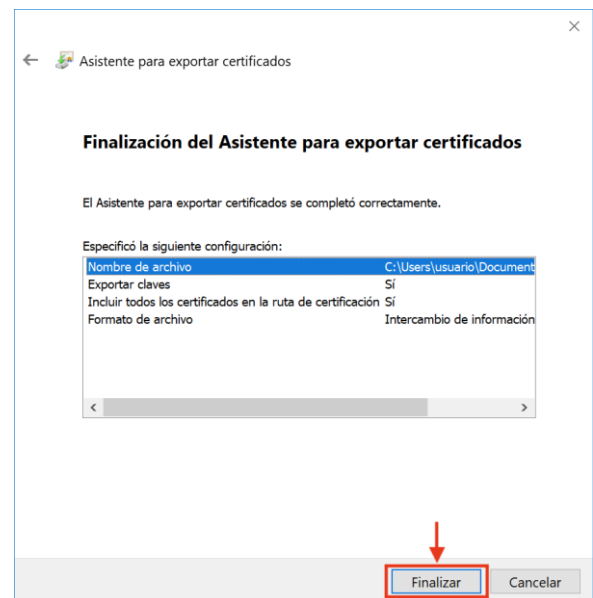 Asistente para exportar certificados
Finalización del Asistente para exportar certificados
El Asistente para exportar certificados se completó correctamente.
Especificó la siguiente configuración:
Nombre de archivo C:\Users\usuario\Document
Exportar claves Sí
Incluir todos los certificados en la ruta de certificación Sí
Formato de archivo Intercambio de información
Finalizar Cancelar